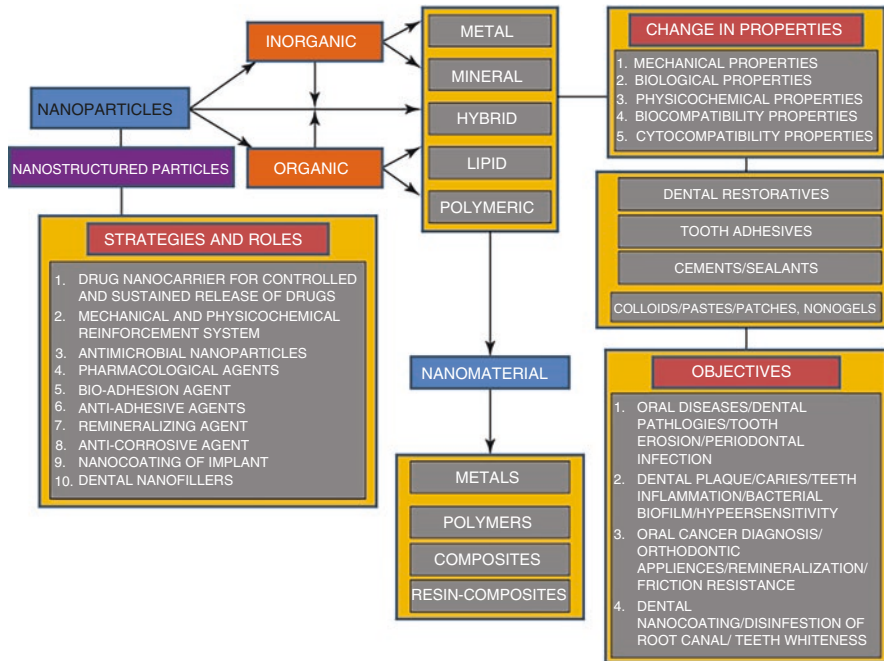 NANOPARTICLES
NANOSTRUCTURED PARTICLES
INORGANIC
ORGANIC
METAL
MINERAL
HYBRID
LIPID
POLYMERIC
CHANGE IN PROPERTIES
1. MECHANICAL PROPERTIES
2. BIOLOGICAL PROPERTIES
3. PHYSICOCHEMICAL PROPERTIES
4. BIOCOMPATIBILITY PROPERTIES
5. CYTOCOMPATIBILITY PROPERTIES
DENTAL RESTORATIVES
TOOTH ADHESIVES
CEMENTS/SEALANTS
COLLOIDS/PASTES/PATCHES, NONOGELS
STRATEGIES AND ROLES
1. DRUG NANOCARRIER FOR CONTROLLED
AND SUSTAINED RELEASE OF DRUGS
2. MECHANICAL AND PHYSICOCHEMICAL
REINFORCEMENT SYSTEM
3. ANTIMICROBIAL NANOPARTICLES
4. PHARMACOLOGICAL AGENTS
5. BIO-ADHESION AGENT
6. ANTI-ADHESIVE AGENTS
7. REMINERALIZING AGENT
8. ANTI-CORROSIVE AGENT
9. NANOCOATING OF IMPLANT
10. DENTAL NANOFILLERS
NANOMATERIAL
METALS
POLYMERS
COMPOSITES
RESIN-COMPOSITES
OBJECTIVES
1. ORAL DISEASES/DENTAL
PATHLOGIES/TOOTH
EROSION/PERIODONTAL
INFECTION
2. DENTAL PLAQUE/CARIES/TEETH
INFLAMMATION/BACTERIAL
BIOFILM/HYPEERSENSITIVITY
3. ORAL CANCER DIAGNOSIS/
ORTHODONTIC
APPLIENCES/REMINERALIZATION/
FRICTION RESISTANCE
4. DENTAL
NANOCOATING/DISINFESTION OF
ROOT CANAL/ TEETH WHITENESS